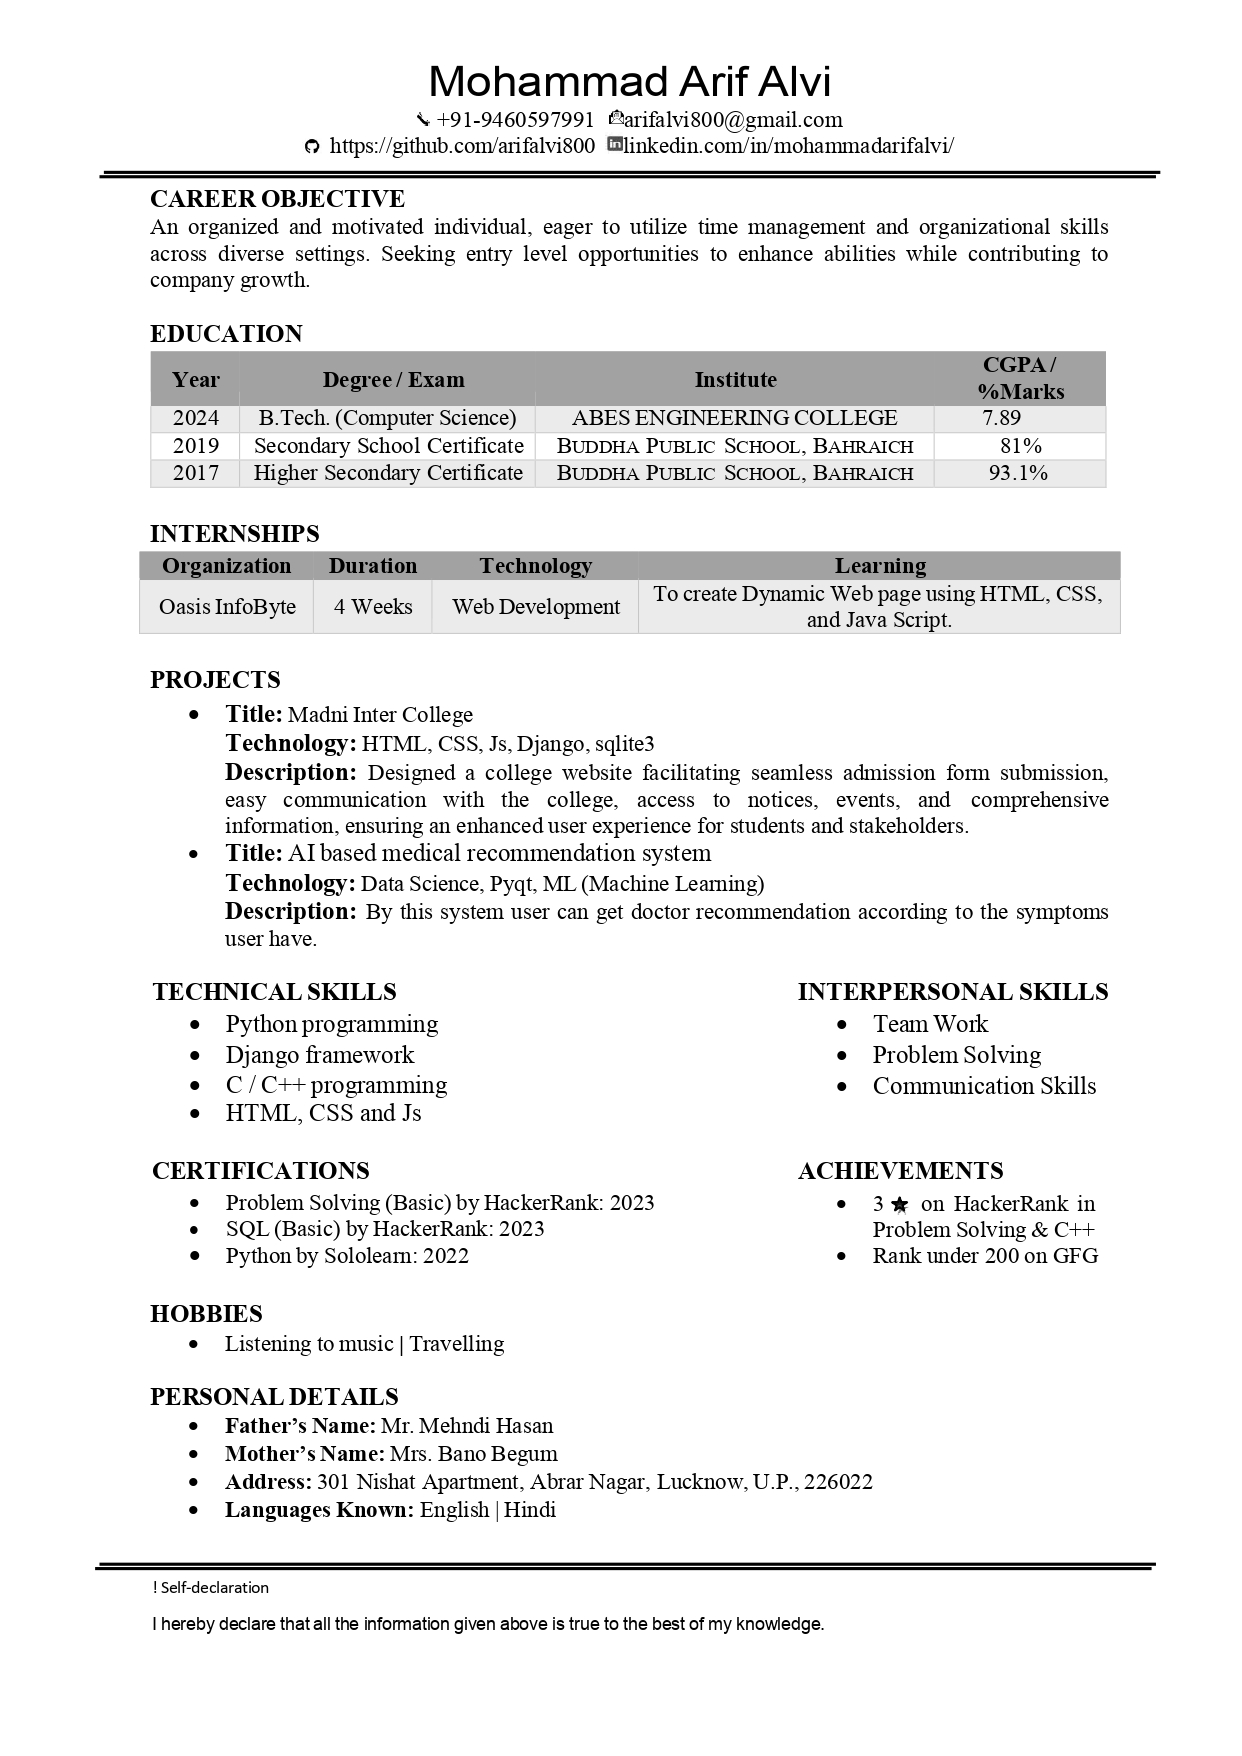 Mohammad Arif Alvi
+91-9460597991 arifalvi800@gmail.com
https://github.com/arifalvi800 linkedin.com/in/mohammadarifalvi/
CAREER OBJECTIVE
An organized and motivated individual, eager to utilize time management and organizational skills
across diverse settings. Seeking entry level opportunities to enhance abilities while contributing to
company growth.
EDUCATION
Year Degree / Exam Institute CGPA / %Marks
2024 B.Tech. (Computer Science) ABES ENGINEERING COLLEGE 7.89
2019 Secondary School Certificate BUDDHA PUBLIC SCHOOL, BAHRAICH 81%
2017 Higher Secondary Certificate BUDDHA PUBLIC SCHOOL, BAHRAICH 93.1%
INTERNSHIPS
Organization Duration Technology Learning
Oasis InfoByte 4 Weeks Web Development To create Dynamic Web page using HTML, CSS,
and Java Script.
PROJECTS
• Title: Madni Inter College
Technology: HTML, CSS, Js, Django, sqlite3
Description: Designed a college website facilitating seamless admission form submission,
easy communication with the college, access to notices, events, and comprehensive
information, ensuring an enhanced user experience for students and stakeholders.
• Title: AI based medical recommendation system
Technology: Data Science, Pyqt, ML (Machine Learning)
Description: By this system user can get doctor recommendation according to the symptoms
user have.
TECHNICAL SKILLS
• Python programming
• Django framework
• C / C++ programming
• HTML, CSS and Js
INTERPERSONAL SKILLS
• Team Work
• Problem Solving
• Communication Skills
CERTIFICATIONS
• Problem Solving (Basic) by HackerRank: 2023
• SQL (Basic) by HackerRank: 2023
• Python by Sololearn: 2022
ACHIEVEMENTS
• 3 ★ on HackerRank in
Problem Solving & C++
• Rank under 200 on GFG
HOBBIES
• Listening to music | Travelling
PERSONAL DETAILS
• Father’s Name: Mr. Mehndi Hasan
• Mother’s Name: Mrs. Bano Begum
• Address: 301 Nishat Apartment, Abrar Nagar, Lucknow, U.P., 226022
• Languages Known: English | Hindi
! Self-declaration
I hereby declare that all the information given above is true to the best of my knowledge.